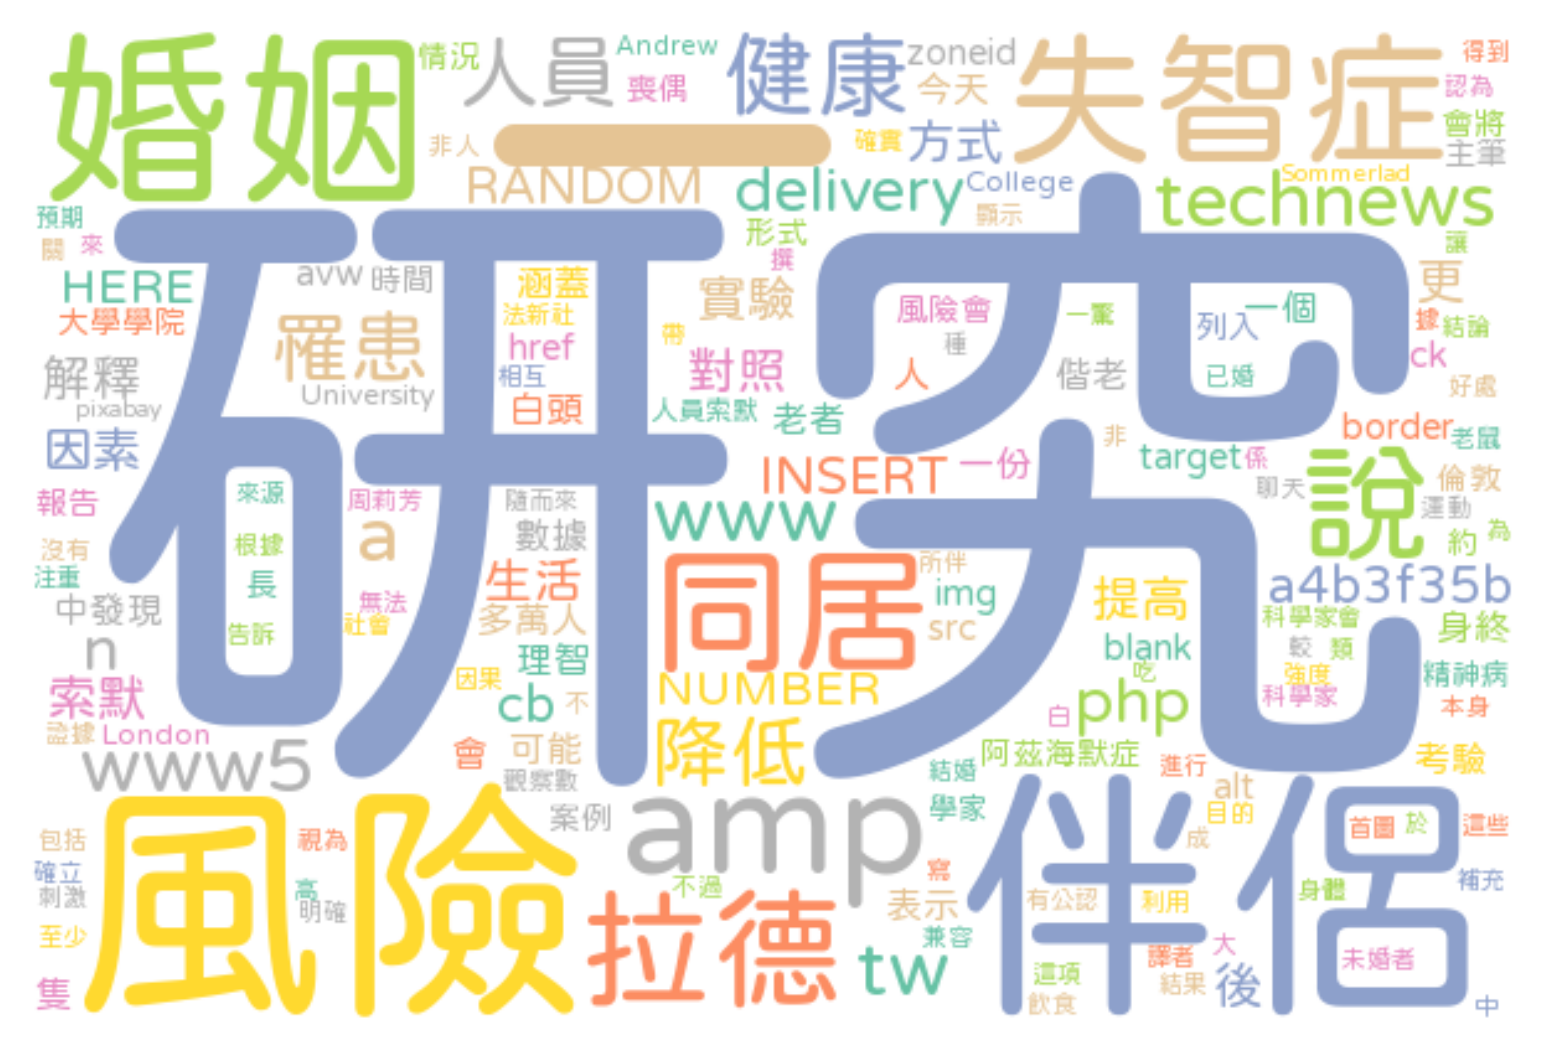 婚姻
情況
人員
Andrew
喪偶
健康
zoneid
今天
失智症
得到
認為
會將
主筆
非人
一
確實
方式
RANDOM
delivery
College
Sommerlad
technews
顯示
預期
關
來
研究
形式
撰
讓
HERE
avw
時間
涵蓋
實驗
風險會
一驚
一個
更
大學學院
罹患
法新社
帶
種
列入
據
結論
解釋
href
對照
人
偕老
已婚
ck
pixabay
University
相互
白頭
人員索默
老者
好處
因素
非
border
老鼠
INSERT
一份
target
係
說
倫敦
報告
來源
周莉芳
隨而來
www
聊天
運動
沒有
根據
a
數據
約
為
注重
長
生活
同居
所伴
提高
a4b3f35b
中發現
無法
多萬人
img
科學家會
身終
告訴
社會
src
blank
較
類
n
理智
吃
強度
精神病
索默
因果
cb
不
NUMBER
php
科學家
本身
盐據
London
白
www5
會
可能
降低
阿茲海默症
進行
考驗
觀察數
結婚
alt
風險
案例
amp
學家
伴侶
目的
包括
視為
成
首圖
於
這些
確立
刺激
高
明確
不過
寫
身體
補充
拉德
表示
有公認
利用
至少
兼容
譯者
大
未婚者
隻
tw
這項
結果
後
飲食
中